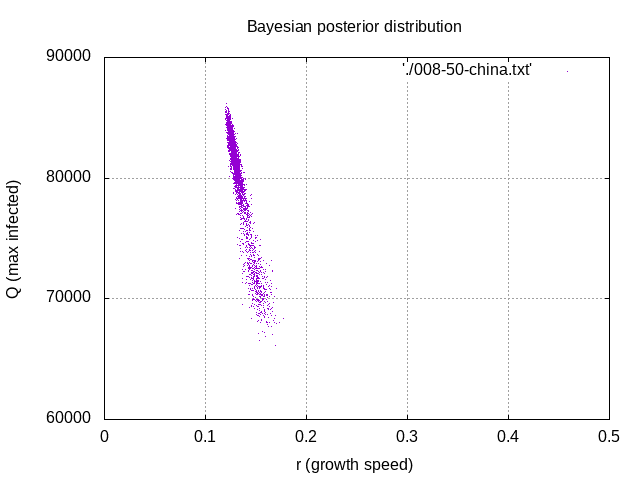 Bayesian posterior distribution
90000
'./008-50-china.txt'
80000
Q (max infected)
70000
60000
0 0.1 0.2 0.3 0.4 0.5
r (growth speed)